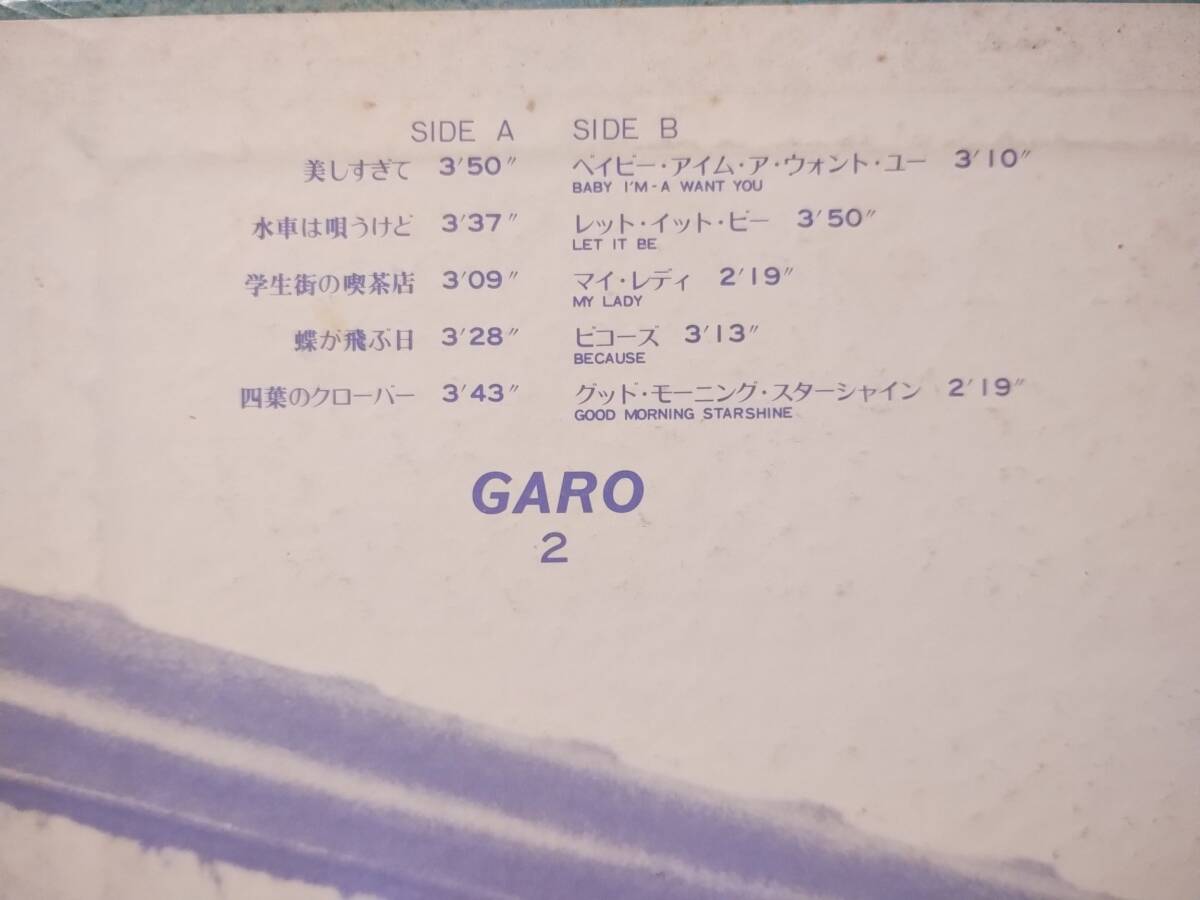 SIDE A
美しすぎて 3'50"
水車は唄うけど 3'37"
学生街の喫茶店 3'09"
蝶が飛ぶ日 3'28"
四葉のクローバー 3'43"
SIDE B
ベイビー・アイム・ア・ウォント・ユー 3'10"
BABY I'M-A WANT YOU
レット・イット・ビー 3'50"
LET IT BE
マイ・レディ 2'19"
MY LADY
ビコーズ 3'13"
BECAUSE
グッド・モーニング・スターシャイン 2'19"
GOOD MORNING STARSHINE
GARO
2